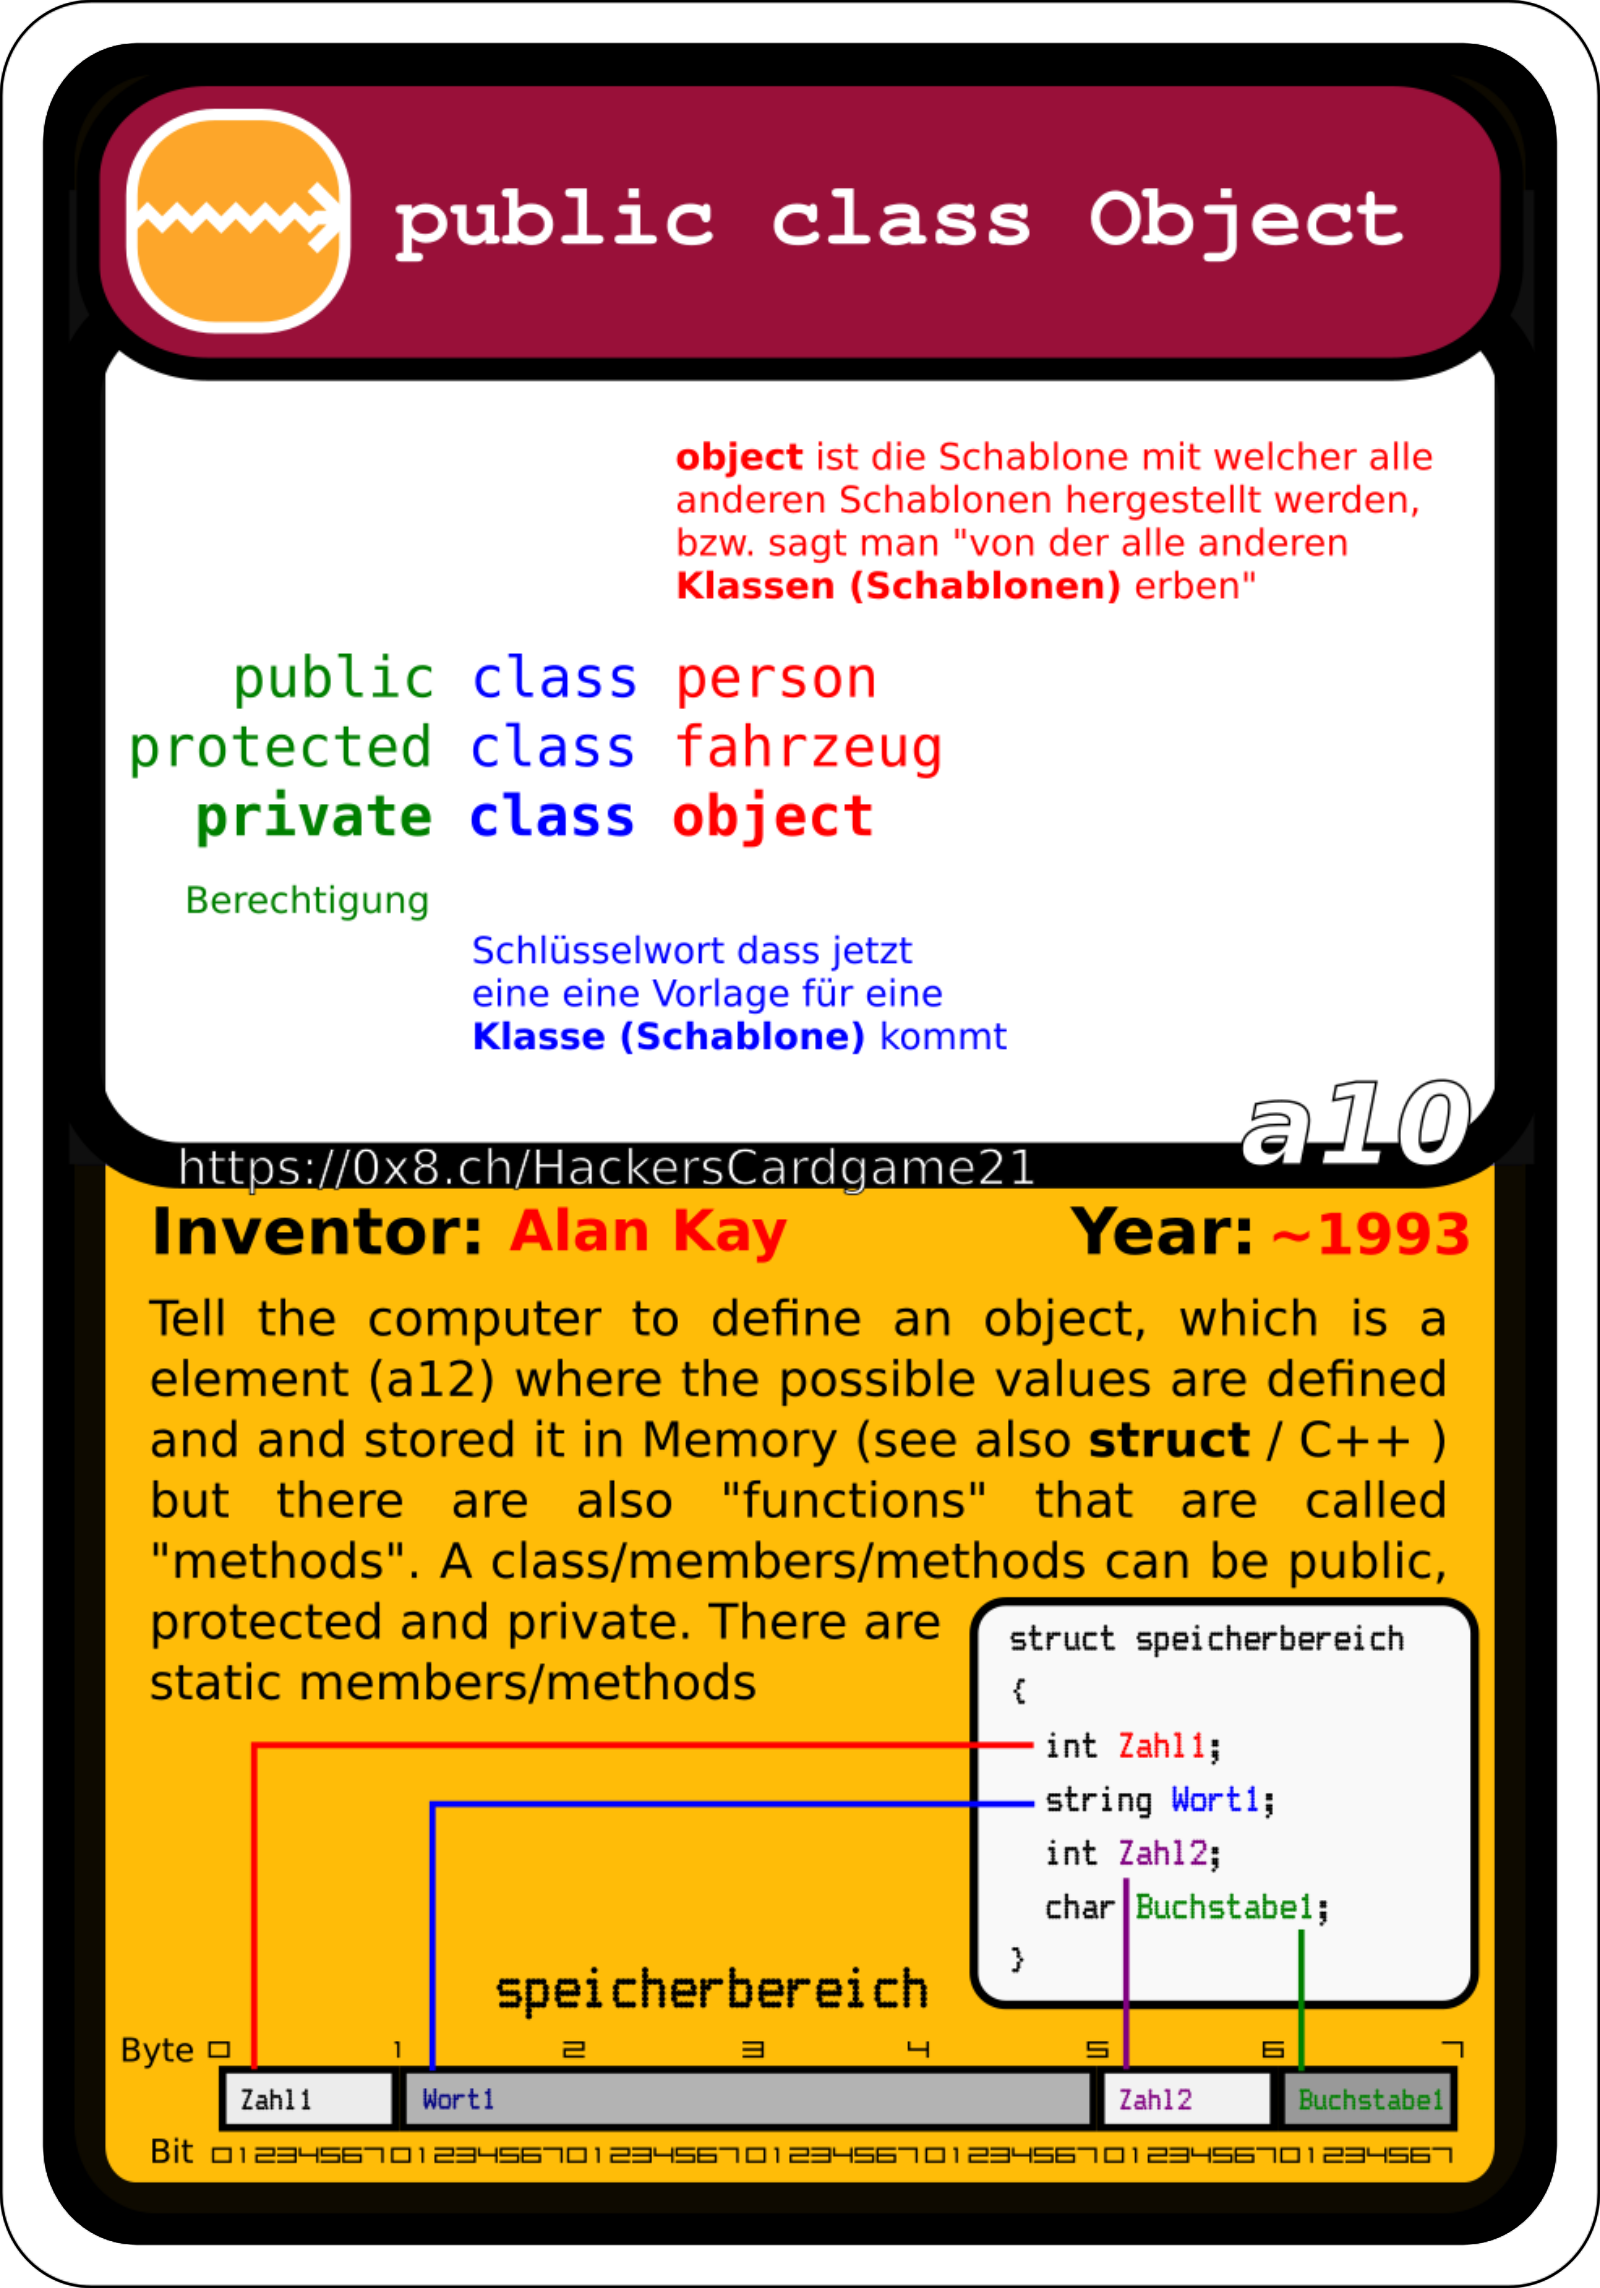 public class Object
object ist die Schablone mit welcher alle
anderen Schablonen hergestellt werden,
bzw. sagt man "von der alle anderen
Klassen (Schablonen) erben"
public class person
protected class fahrzeug
private class object
Berechtigung
Schlüsselwort dass jetzt
eine eine Vorlage für eine
Klasse (Schablone) kommt
a10
https://0x8.ch/HackersCardgame21
Inventor: Alan Kay Year: ~1993
Tell the computer to define an object, which is a
element (a12) where the possible values are defined
and and stored it in Memory (see also struct / C++ )
but there are also "functions" that are called
"methods". A class/members/methods can be public,
protected and private. There are
static members/methods
struct speicherbereich
{
int Zahl1;
string Wort1;
int Zahl2;
char Buchstabe1;
}
speicherbereich
Byte 0 1 2 3 4 5 6 7
Zahl1 Wort1 Zahl2 Buchstabe1
Bit 01234567012345670123456701234567012345670123456701234567